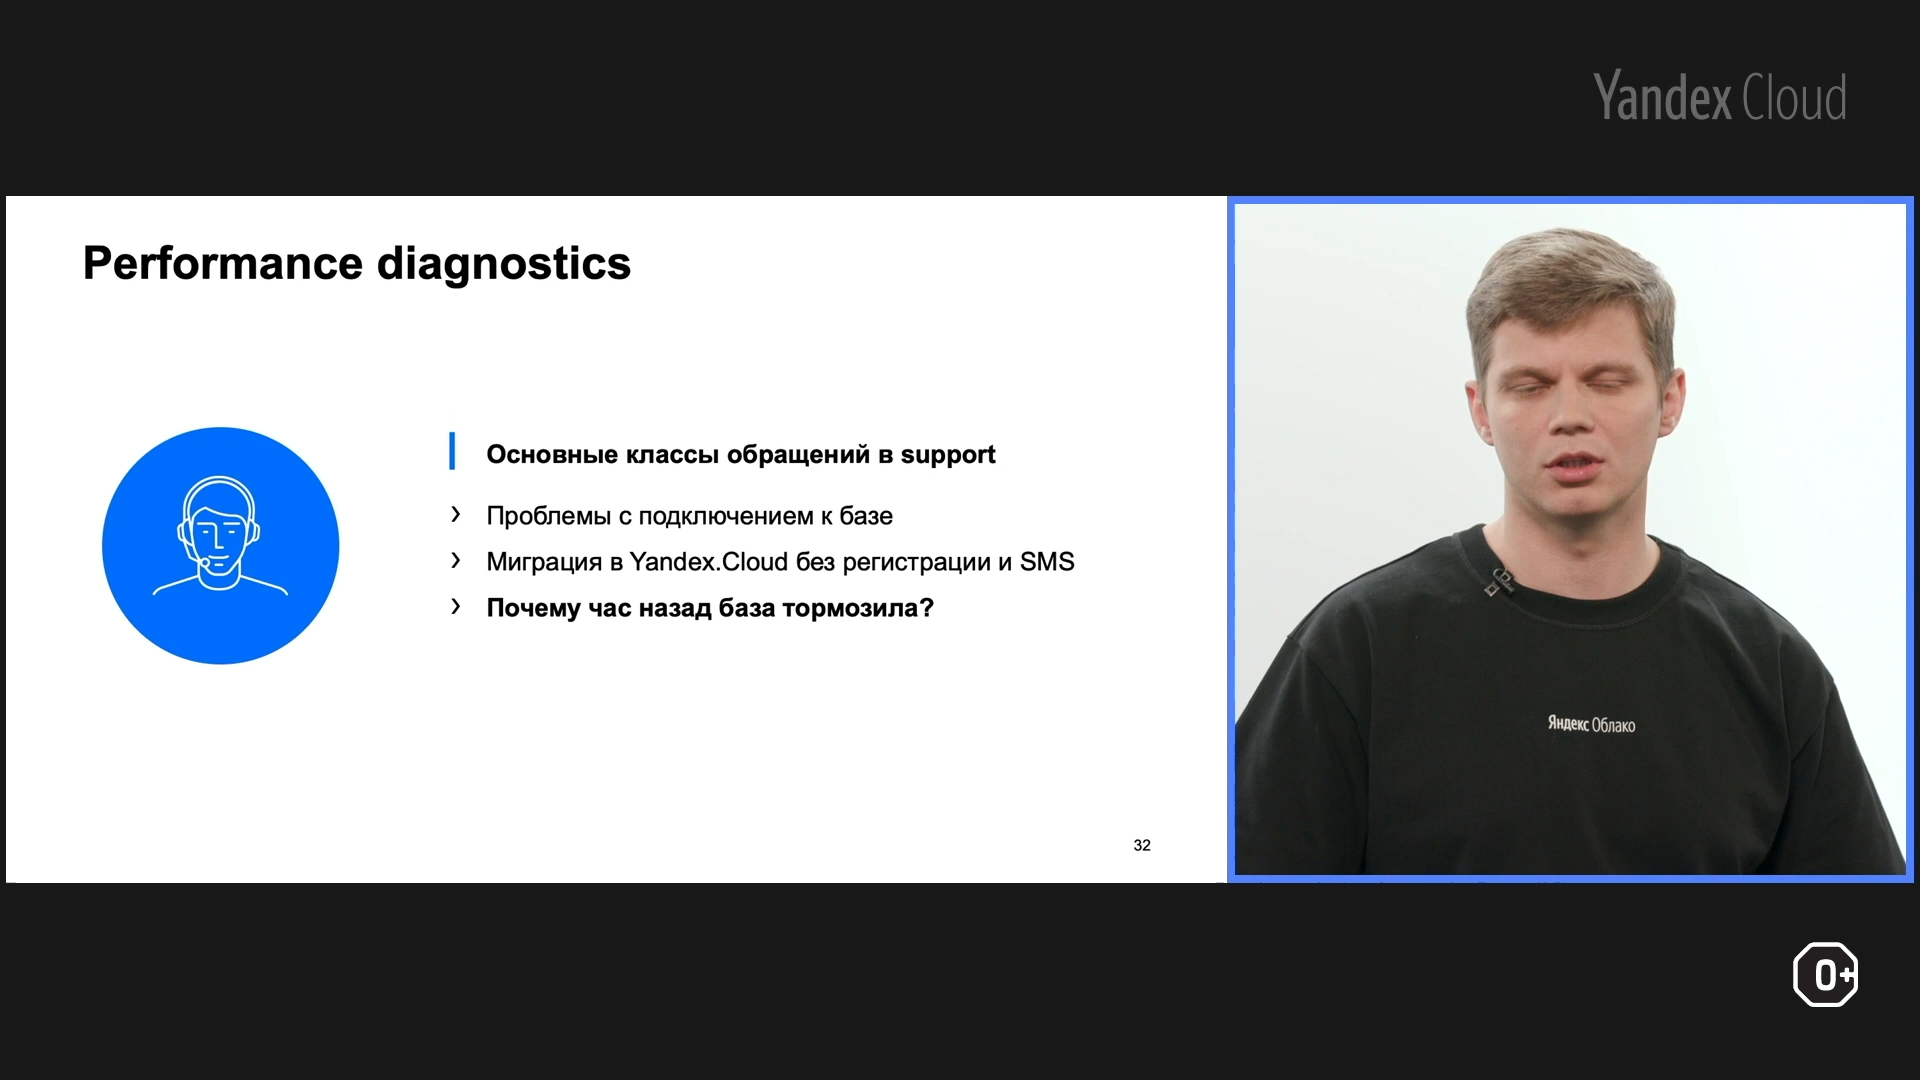 Yandex Cloud
Performance diagnostics
Основные классы обращений в support
› Проблемы с подключением к базе
› Миграция в Yandex.Cloud без регистрации и SMS
› Почему час назад база тормозила?
32
Яндекс Облако
0+